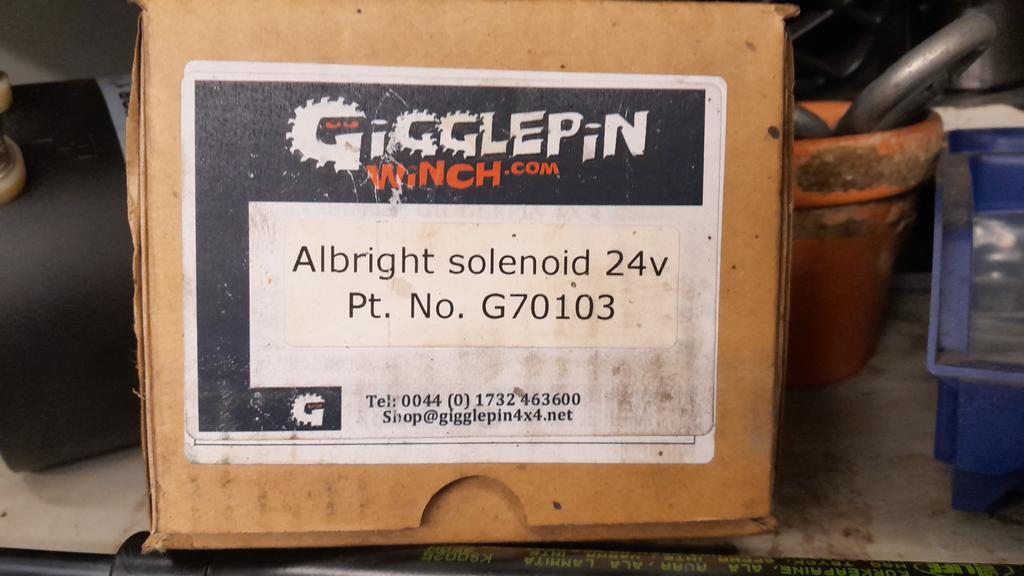 GiGGLEPiN
WiNCH.COM
Albright solenoid 24v
Pt. No. G70103
G
Tel: 0044 (0) 1732 463600
Shop@gigglepin4x4.net